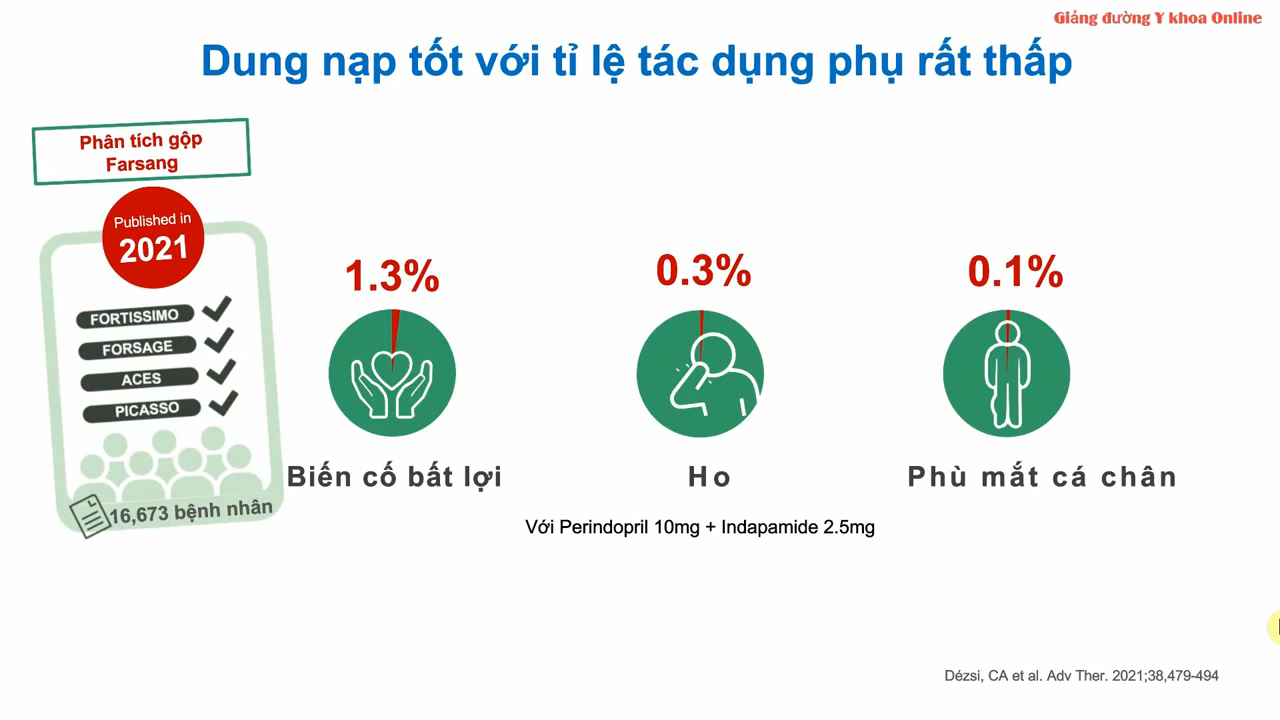 Giảng đường Y khoa Online
Dung nạp tốt với tỉ lệ tác dụng phụ rất thấp
Phân tích gộp
Farsang
Published in
2021
FORTISSIMO
FORSAGE
ACES
PICASSO
16,673 bệnh nhân
1.3%
Biến cố bất lợi
0.3%
Ho
0.1%
Phù mắt cá chân
Với Perindopril 10mg + Indapamide 2.5mg
Dézsi, CA et al. Adv Ther. 2021;38,479-494